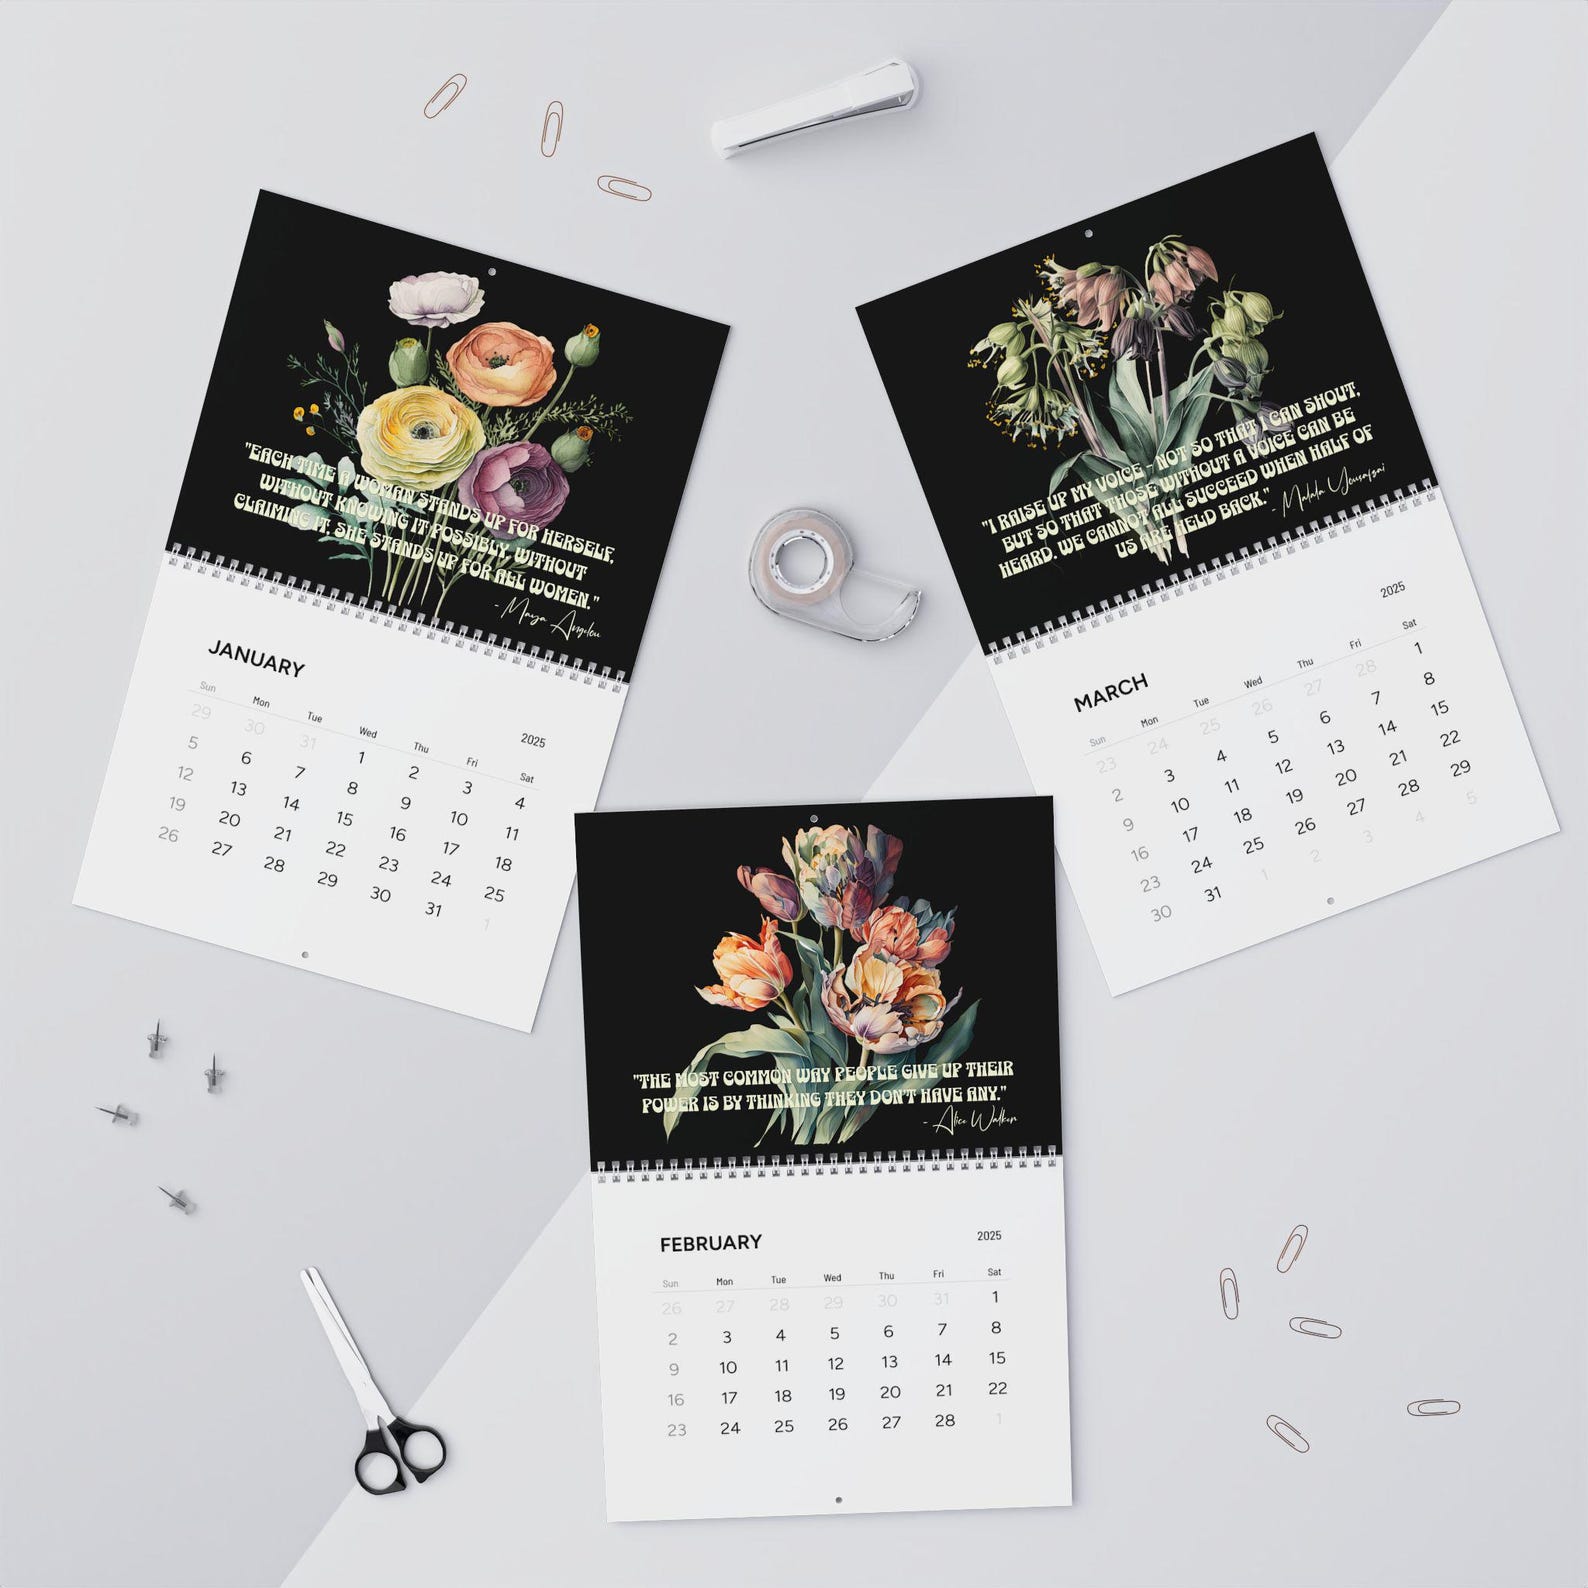 "EACH TIME A WOMAN STANDS UP FOR HERSELF,
WITHOUT KNOWING IT POSSIBLY, WITHOUT
CLAIMING IT, SHE STANDS UP FOR ALL WOMEN."
- Maya Angelou
JANUARY
2025
Sun Mon Tue Wed Thu Fri Sat
29 30 31 1 2 3 4
5 6 7 8 9 10 11
12 13 14 15 16 17 18
19 20 21 22 23 24 25
26 27 28 29 30 31 1
"I RAISE UP MY VOICE - NOT SO THAT I CAN SHOUT,
BUT SO THAT THOSE WITHOUT A VOICE CAN BE
HEARD. WE CANNOT ALL SUCCEED WHEN HALF OF
US ARE HELD BACK."
- Malala Yousafzai
MARCH
2025
Sun Mon Tue Wed Thu Fri Sat
23 24 25 26 27 28 1
2 3 4 5 6 7 8
9 10 11 12 13 14 15
16 17 18 19 20 21 22
23 24 25 26 27 28 29
30 31 1 2 3 4 5
"THE MOST COMMON WAY PEOPLE GIVE UP THEIR
POWER IS BY THINKING THEY DON'T HAVE ANY."
- Alice Walker
FEBRUARY 2025
Sun Mon Tue Wed Thu Fri Sat
26 27 28 29 30 31 1
2 3 4 5 6 7 8
9 10 11 12 13 14 15
16 17 18 19 20 21 22
23 24 25 26 27 28 1